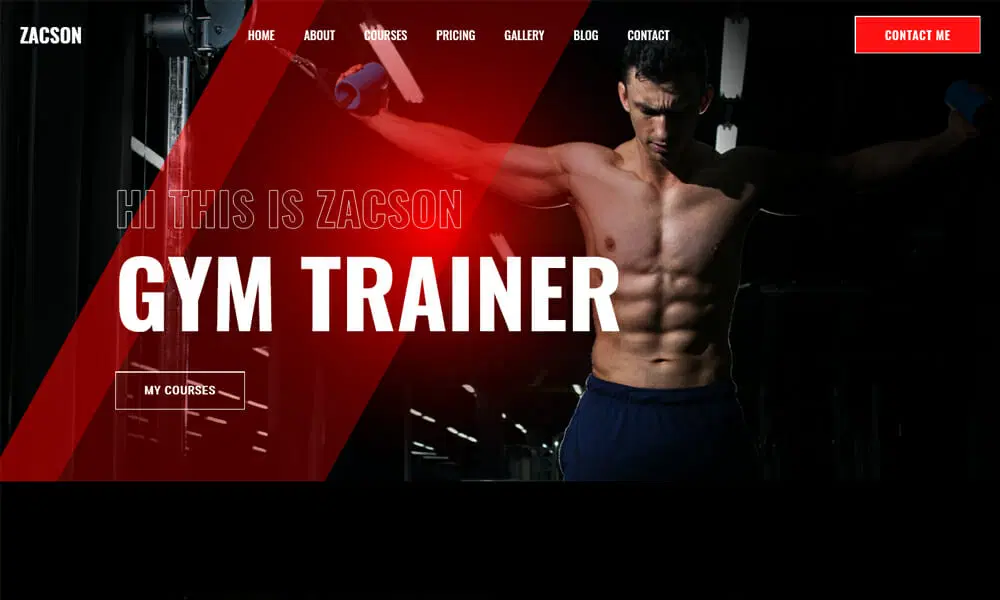 ZACSON
HOME ABOUT COURSES PRICING GALLERY BLOG CONTACT
CONTACT ME
HI THIS IS ZACSON
GYM TRAINER
MY COURSES